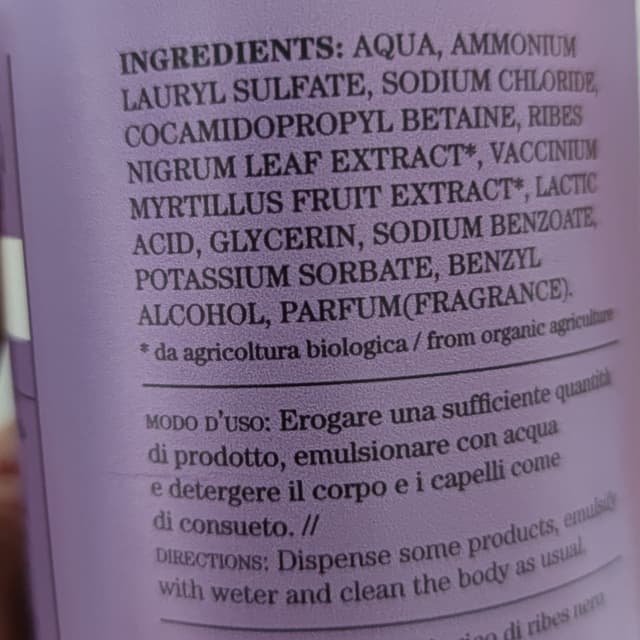 INGREDIENTS: AQUA, AMMONIUM
LAURYL SULFATE, SODIUM CHLORIDE,
COCAMIDOPROPYL BETAINE, RIBES
NIGRUM LEAF EXTRACT*, VACCINIUM
MYRTILLUS FRUIT EXTRACT*, LACTIC
ACID, GLYCERIN, SODIUM BENZOATE,
POTASSIUM SORBATE, BENZYL
ALCOHOL, PARFUM(FRAGRANCE).
* da agricoltura biologica / from organic agriculture
MODO D'USO: Erogare una sufficiente quantità
di prodotto, emulsionare con acqua
e detergere il corpo e i capelli come
di consueto. //
DIRECTIONS: Dispense some products, emulsify
with weter and clean the body as usual.
di ribes nero